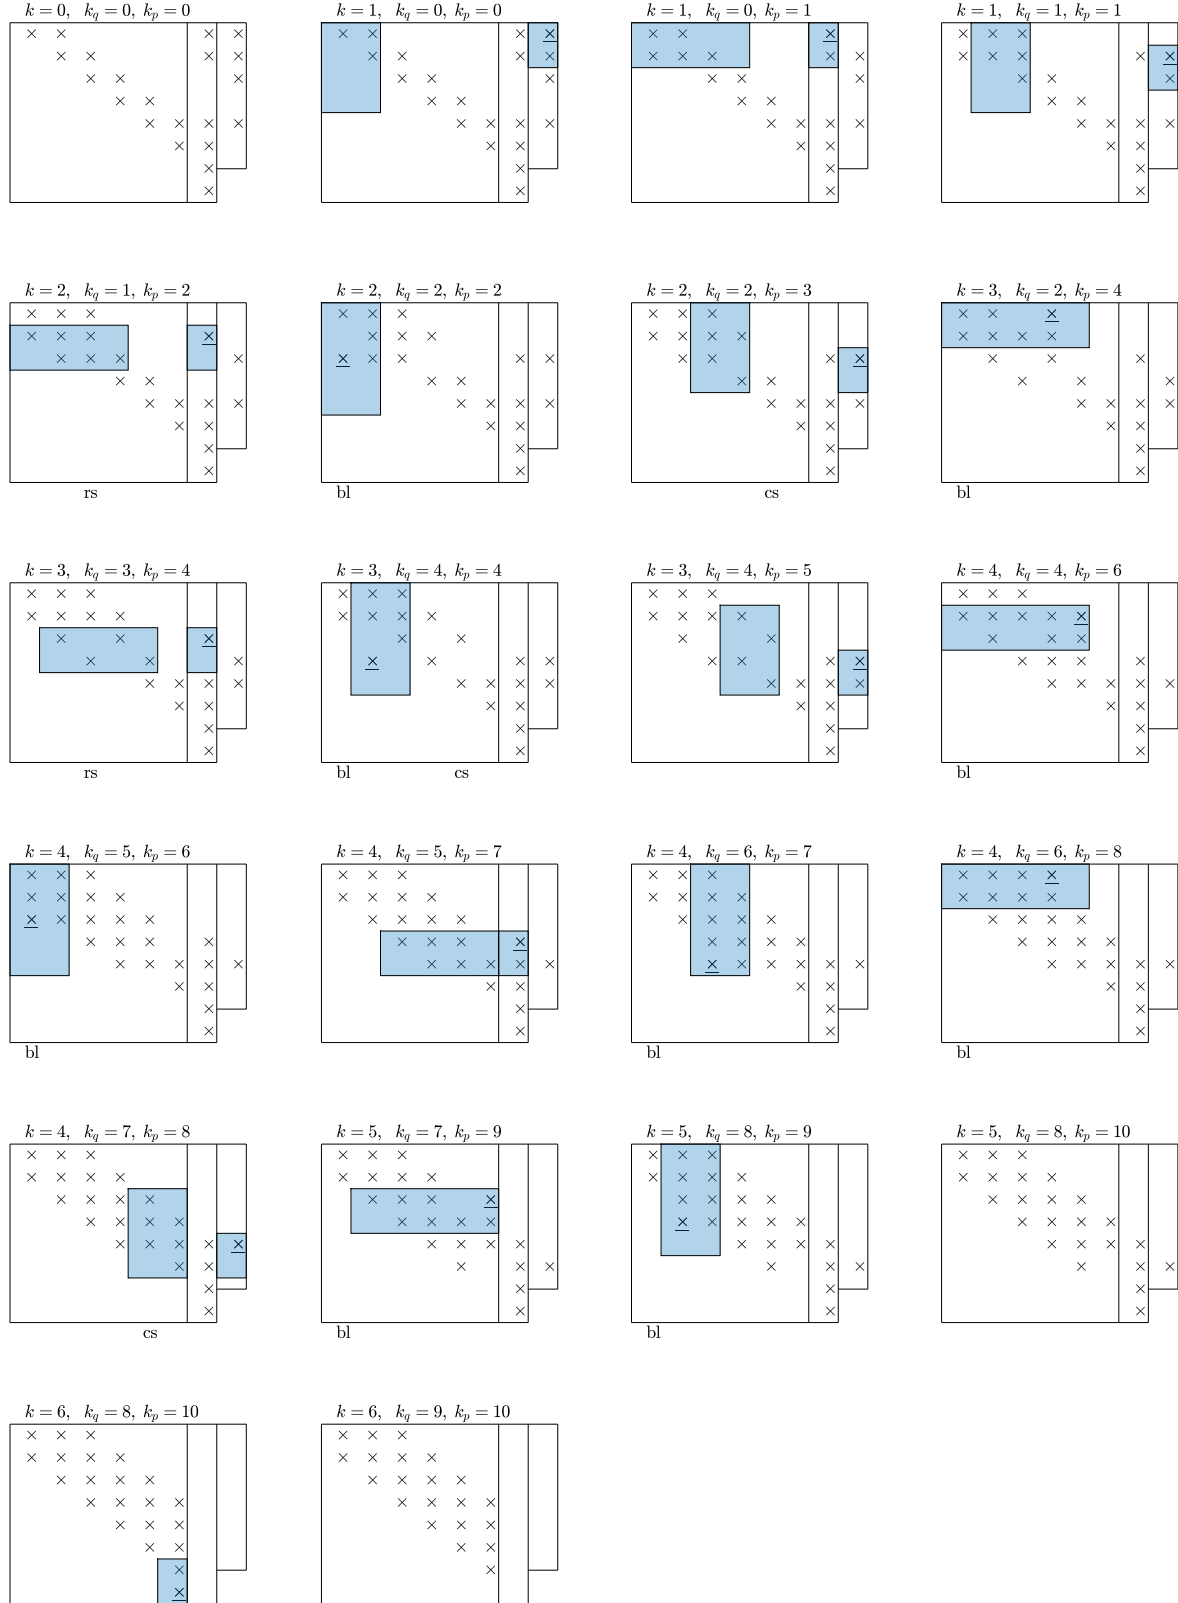 k = 0, k_q = 0, k_p = 0
k = 1, k_q = 0, k_p = 0
k = 1, k_q = 0, k_p = 1
k = 1, k_q = 1, k_p = 1
k = 2, k_q = 1, k_p = 2
k = 2, k_q = 2, k_p = 2
k = 2, k_q = 2, k_p = 3
k = 3, k_q = 2, k_p = 4
rs
bl
cs
bl
k = 3, k_q = 3, k_p = 4
k = 3, k_q = 4, k_p = 4
k = 3, k_q = 4, k_p = 5
k = 4, k_q = 4, k_p = 6
rs
bl cs
bl
k = 4, k_q = 5, k_p = 6
k = 4, k_q = 5, k_p = 7
k = 4, k_q = 6, k_p = 7
k = 4, k_q = 6, k_p = 8
bl
bl
bl
k = 4, k_q = 7, k_p = 8
k = 5, k_q = 7, k_p = 9
k = 5, k_q = 8, k_p = 9
k = 5, k_q = 8, k_p = 10
cs
bl
bl
k = 6, k_q = 8, k_p = 10
k = 6, k_q = 9, k_p = 10